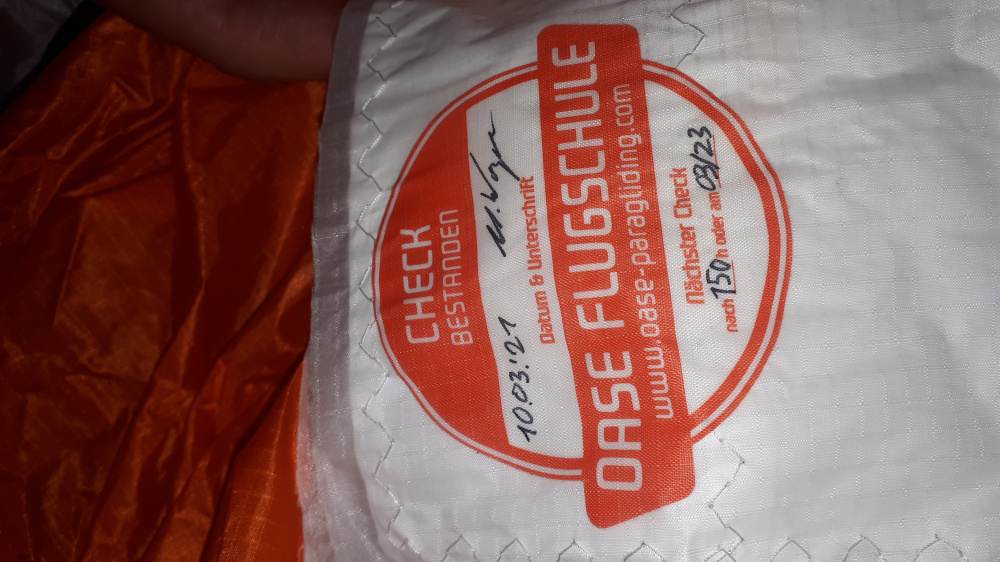 CHECK
BESTANDEN
10.03.'21
Datum & Unterschrift
OASE FLUGSCHULE
www.oase-paragliding.com
Nächster Check
nach 150 h oder am 03/23